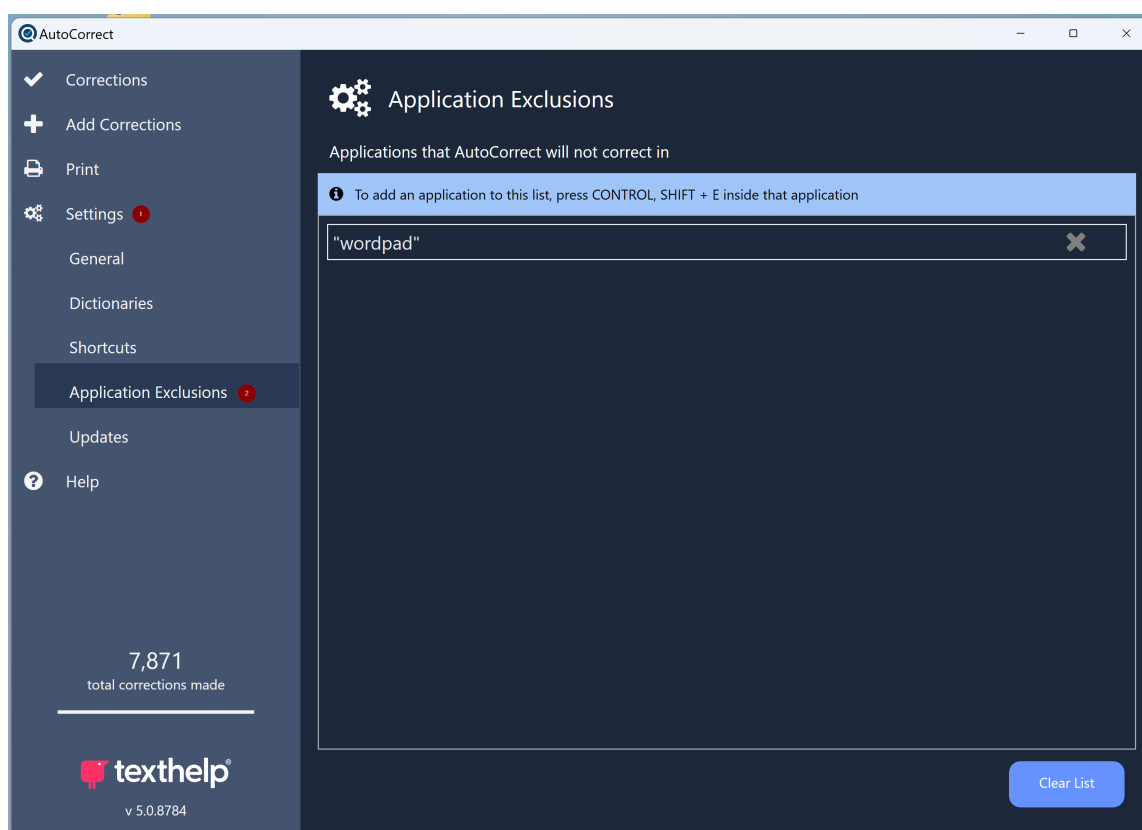 AutoCorrect
Corrections
Add Corrections
Print
Settings 1
General
Dictionaries
Shortcuts
Application Exclusions 2
Updates
Help
7,871
total corrections made
texthelp®
v 5.0.8784
Application Exclusions
Applications that AutoCorrect will not correct in
To add an application to this list, press CONTROL, SHIFT + E inside that application
"wordpad"
Clear List